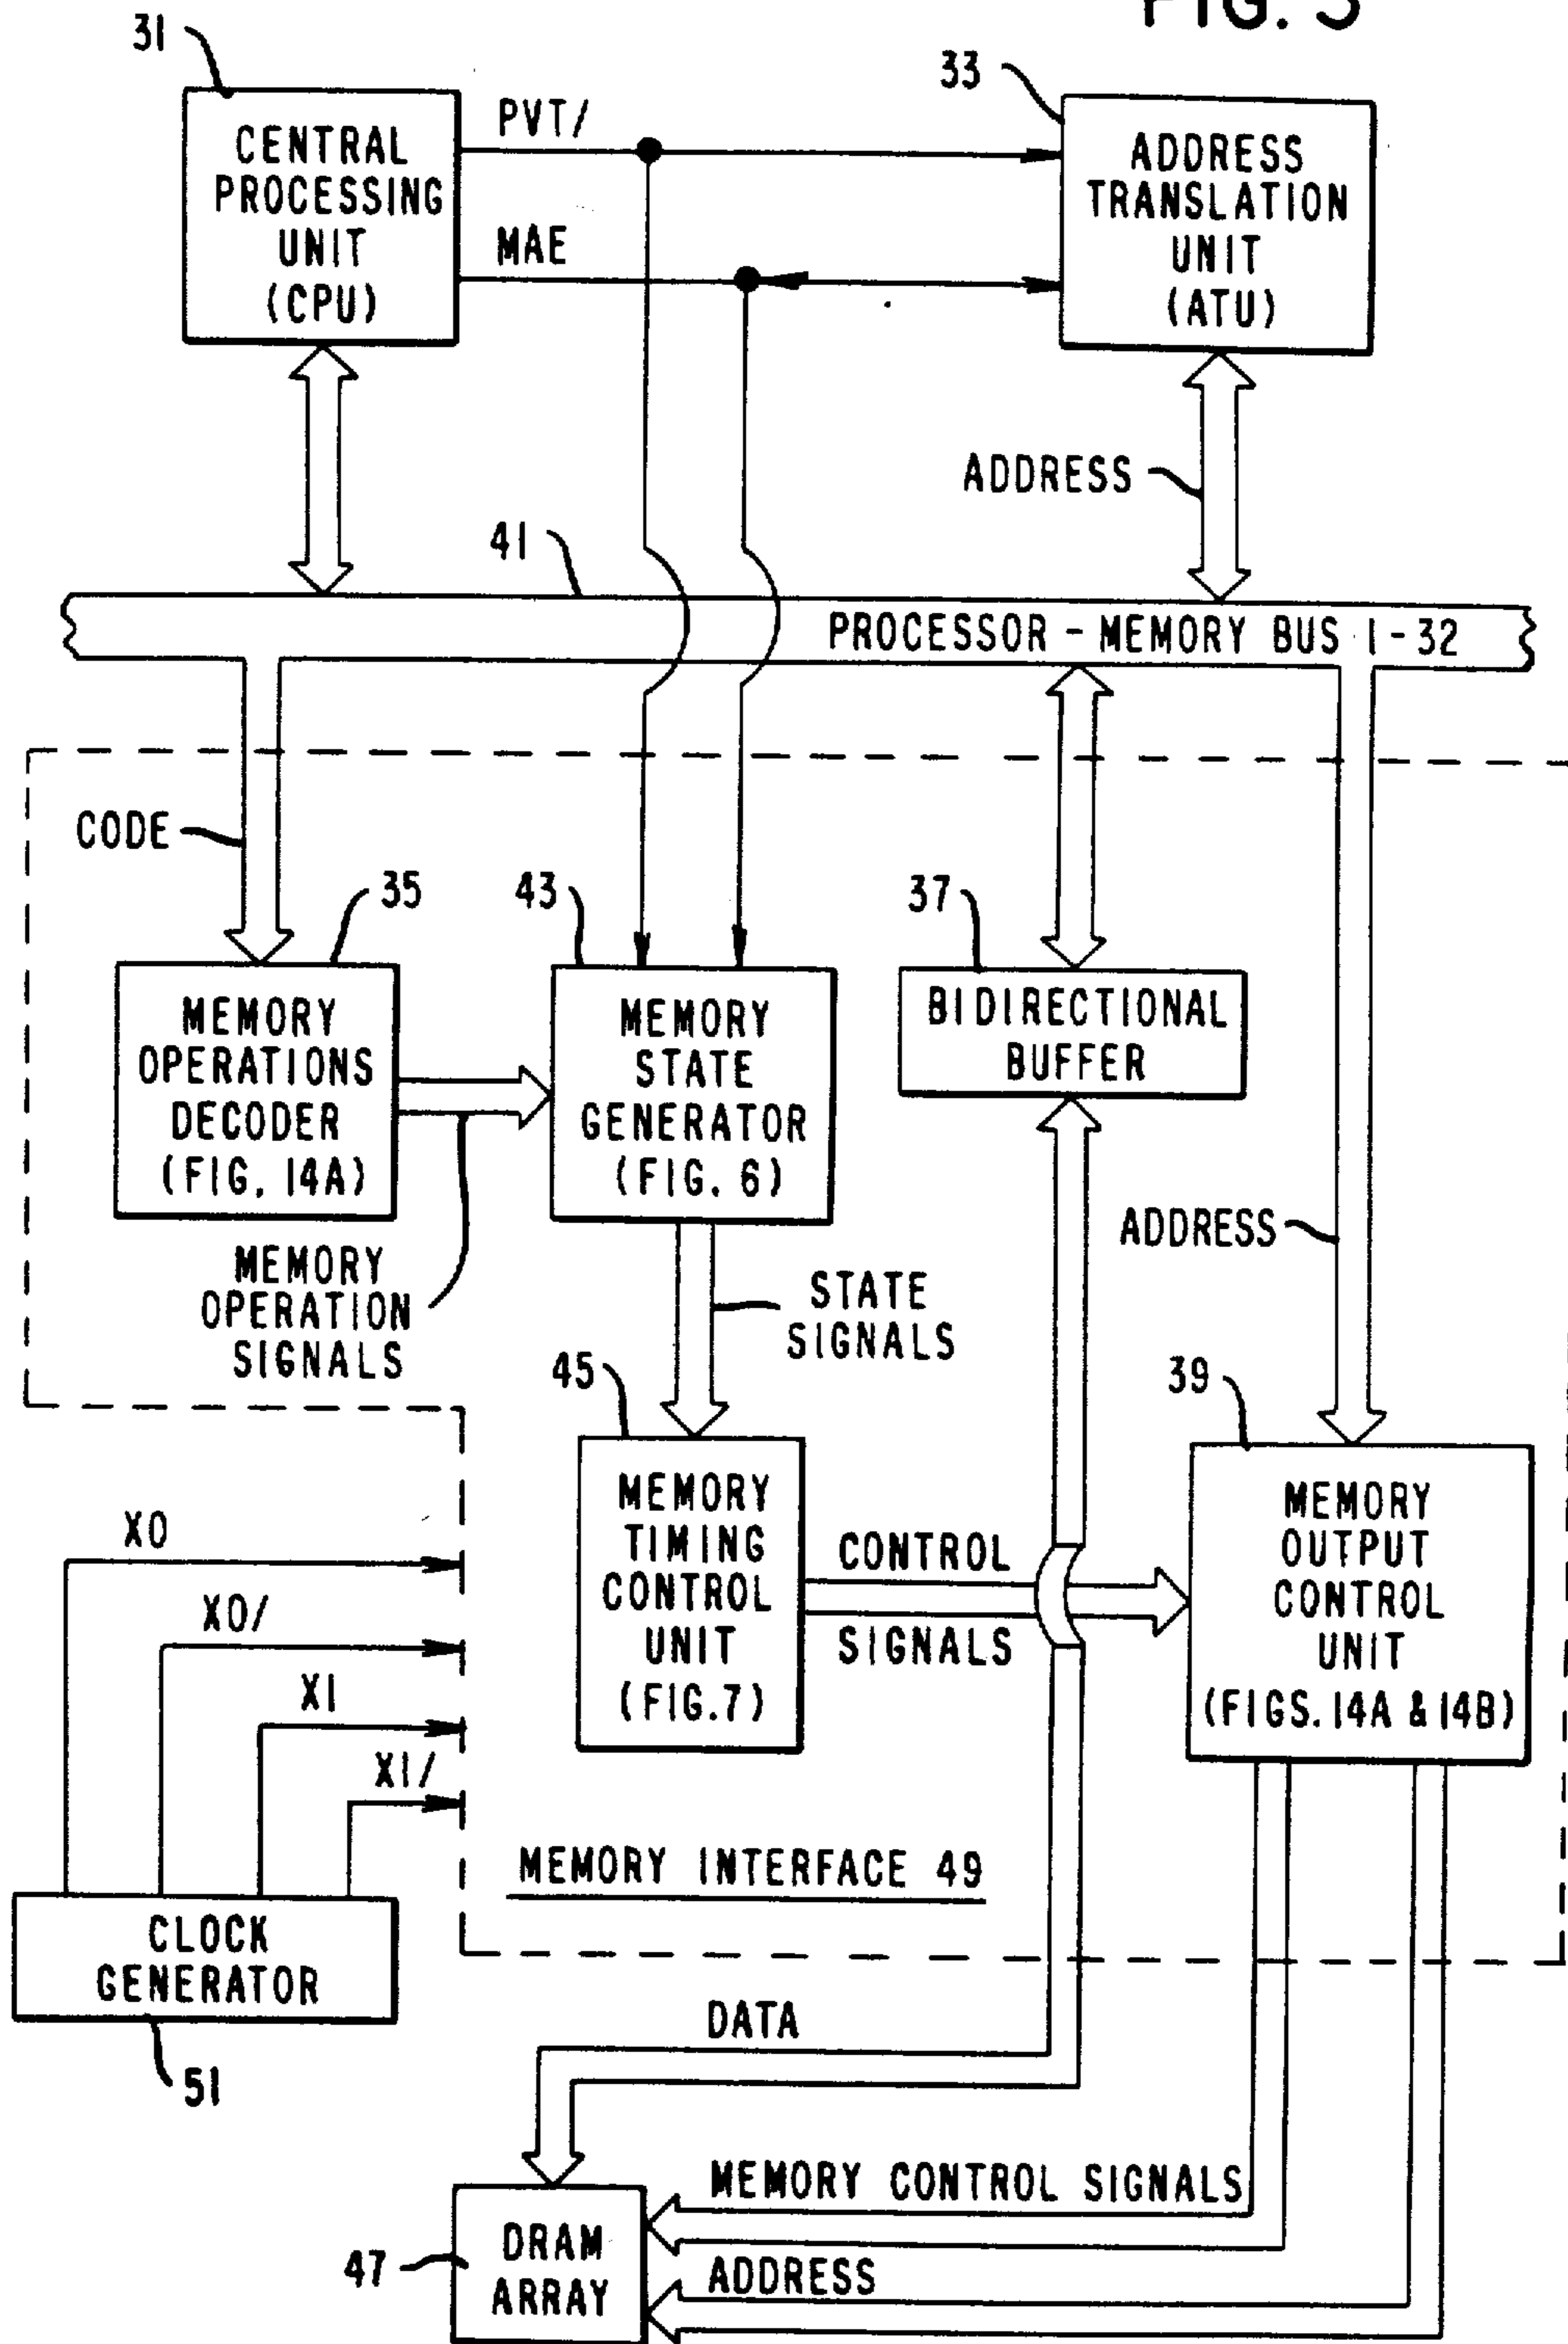 FIG. 5
31
33
CENTRAL
PROCESSING
UNIT
(CPU)
PVT/
MAE
ADDRESS
TRANSLATION
UNIT
(ATU)
ADDRESS
41
PROCESSOR - MEMORY BUS 1-32
CODE
35
43
37
MEMORY
OPERATIONS
DECODER
(FIG. 14A)
MEMORY
STATE
GENERATOR
(FIG. 6)
BIDIRECTIONAL
BUFFER
ADDRESS
MEMORY
OPERATION
SIGNALS
STATE
SIGNALS
45
39
MEMORY
TIMING
CONTROL
UNIT
(FIG.7)
CONTROL
SIGNALS
MEMORY
OUTPUT
CONTROL
UNIT
(FIGS. 14A & 14B)
X0
X0/
X1
X1/
MEMORY INTERFACE 49
CLOCK
GENERATOR
51
DATA
MEMORY CONTROL SIGNALS
47
DRAM
ARRAY
ADDRESS